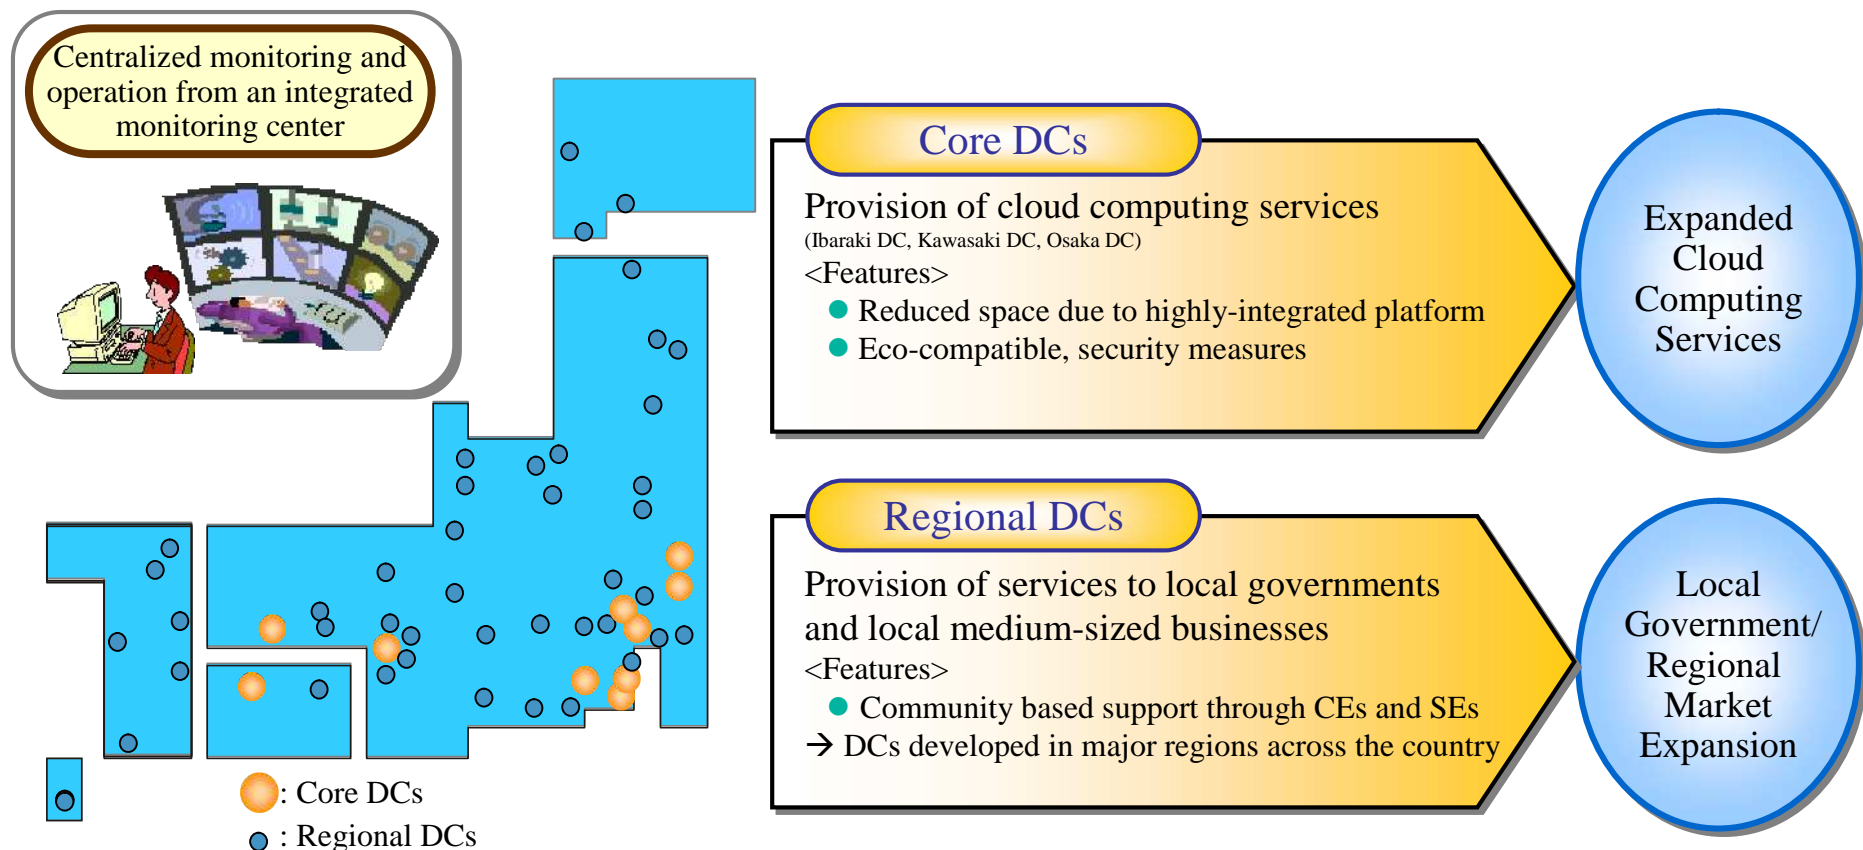 Centralized monitoring and
operation from an integrated
monitoring center
Core DCs
Provision of cloud computing services
(Ibaraki DC, Kawasaki DC, Osaka DC)
<Features>
● Reduced space due to highly-integrated platform
● Eco-compatible, security measures
Expanded
Cloud
Computing
Services
Regional DCs
Provision of services to local governments
and local medium-sized businesses
<Features>
● Community based support through CEs and SEs
→ DCs developed in major regions across the country
Local
Government/
Regional
Market
Expansion
: Core DCs
: Regional DCs